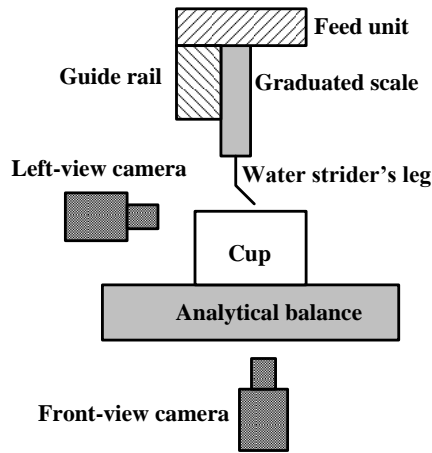 Feed unit
Guide rail
Graduated scale
Left-view camera
Water strider's leg
Cup
Analytical balance
Front-view camera